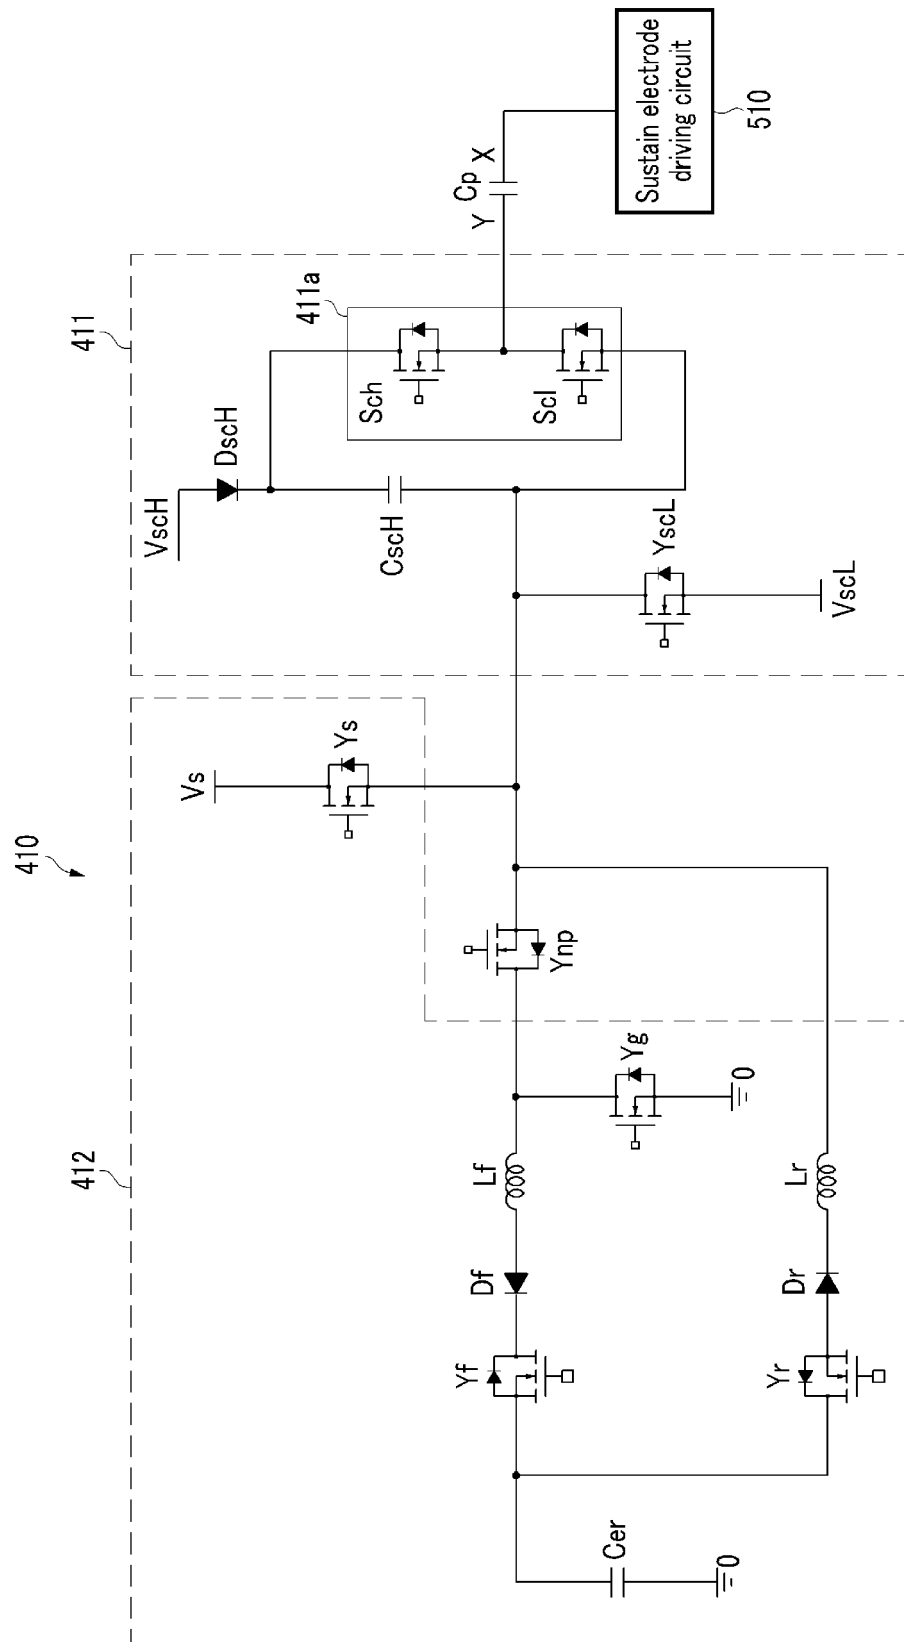 410
412
411
Vs
Ys
VscH
DscH
CscH
411a
Sch
Scl
Y
Cp
X
Sustain electrode
driving circuit
510
YscL
VscL
Ynp
Yg
0
Lf
Df
Yf
Lr
Dr
Yr
Cer
0